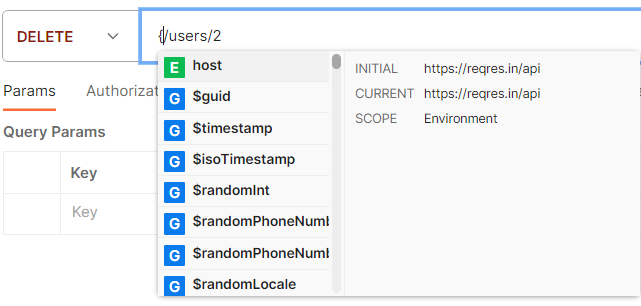 DELETE
{/users/2
E host
G $guid
G $timestamp
G $isoTimestamp
G $randomInt
G $randomPhoneNumb
G $randomPhoneNumb
G $randomLocale
INITIAL https://reqres.in/api
CURRENT https://reqres.in/api
SCOPE Environment
Params Authorizat
Query Params
Key
Key